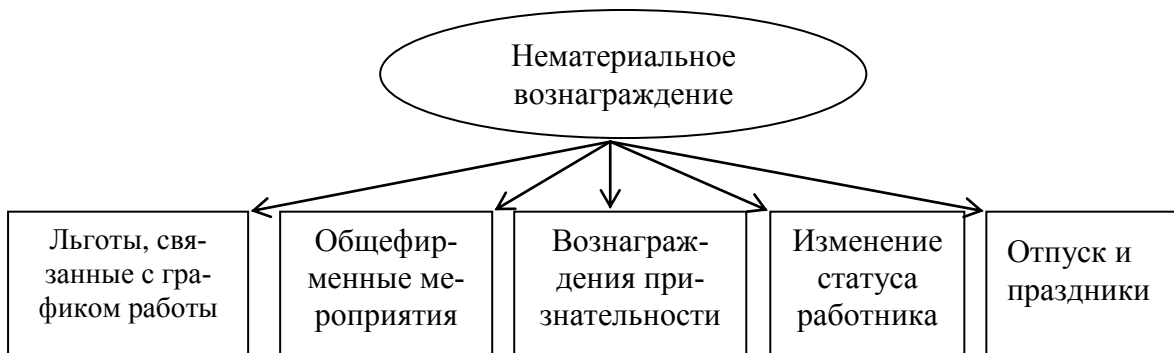 Нематериальное
вознаграждение
Льготы, свя-
занные с гра-
фиком работы
Общефир-
менные ме-
роприятия
Вознаграж-
дения при-
знательности
Изменение
статуса
работника
Отпуск и
праздники